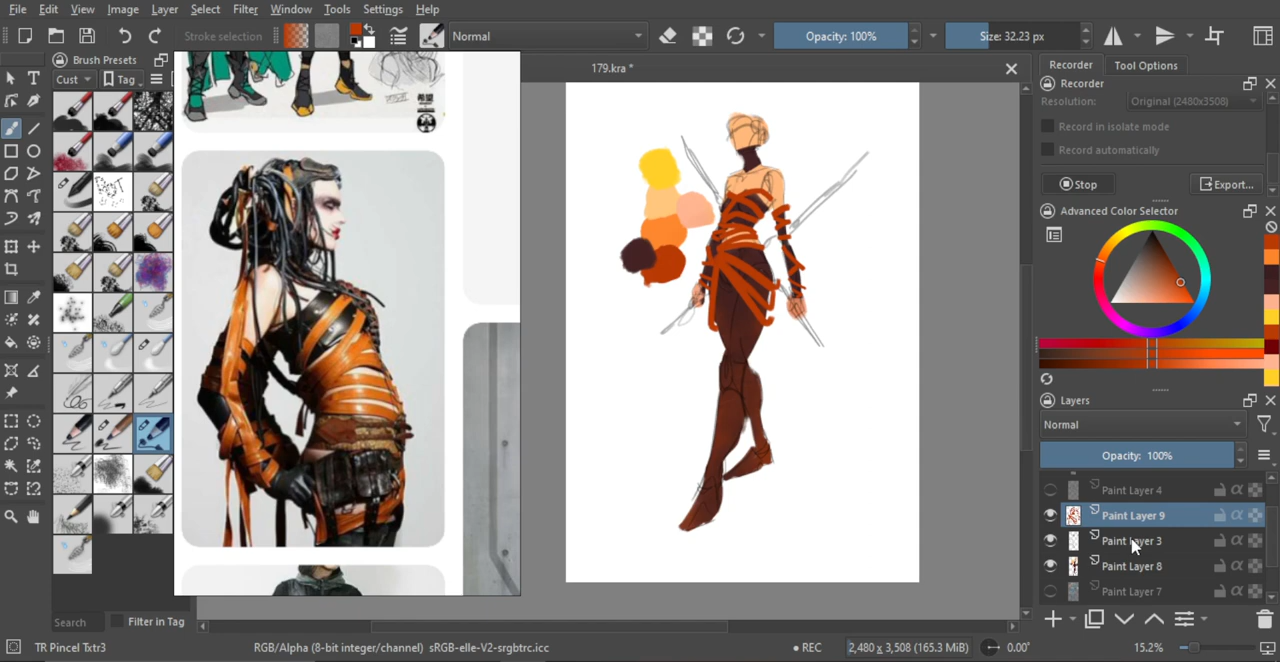 File Edit View Image Layer Select Filter Window Tools Settings Help
Stroke selection Normal Opacity: 100% Size: 32.23 px
Brush Presets
Cust Tag
179.kra *
Recorder Tool Options
Recorder
Resolution: Original (2480x3508)
Record in isolate mode
Record automatically
Stop Export...
Advanced Color Selector
Layers
Normal
Opacity: 100%
Paint Layer 4
Paint Layer 9
Paint Layer 3
Paint Layer 8
Paint Layer 7
希望
Search Filter in Tag
TR Pincel Txtr3 RGB/Alpha (8-bit integer/channel) sRGB-elle-V2-srgbtrc.icc REC 2,480 x 3,508 (165.3 MiB) 0.00° 15.2%